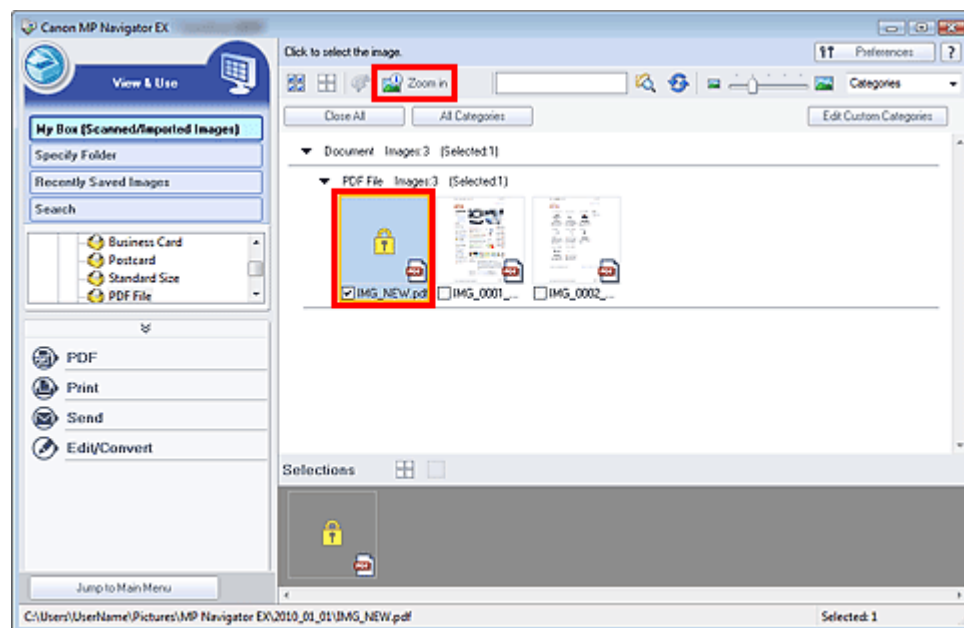 Canon MP Navigator EX
View & Use
Click to select the image.
Preferences
?
Zoom in
Categories
Close All
All Categories
Edit Custom Categories
My Box (Scanned/Imported Images)
Specify Folder
Recently Saved Images
Search
Business Card
Postcard
Standard Size
PDF File
Document Images: 3 (Selected:1)
PDF File Images:3 (Selected:1)
IMG_NEW.pdf
IMG_0001_...
IMG_0002_...
PDF
Print
Send
Edit/Convert
Selections
Jump to Main Menu
C:\Users\UserName\Pictures\MP Navigator EX\2010_01_01\IMG_NEW.pdf
Selected: 1